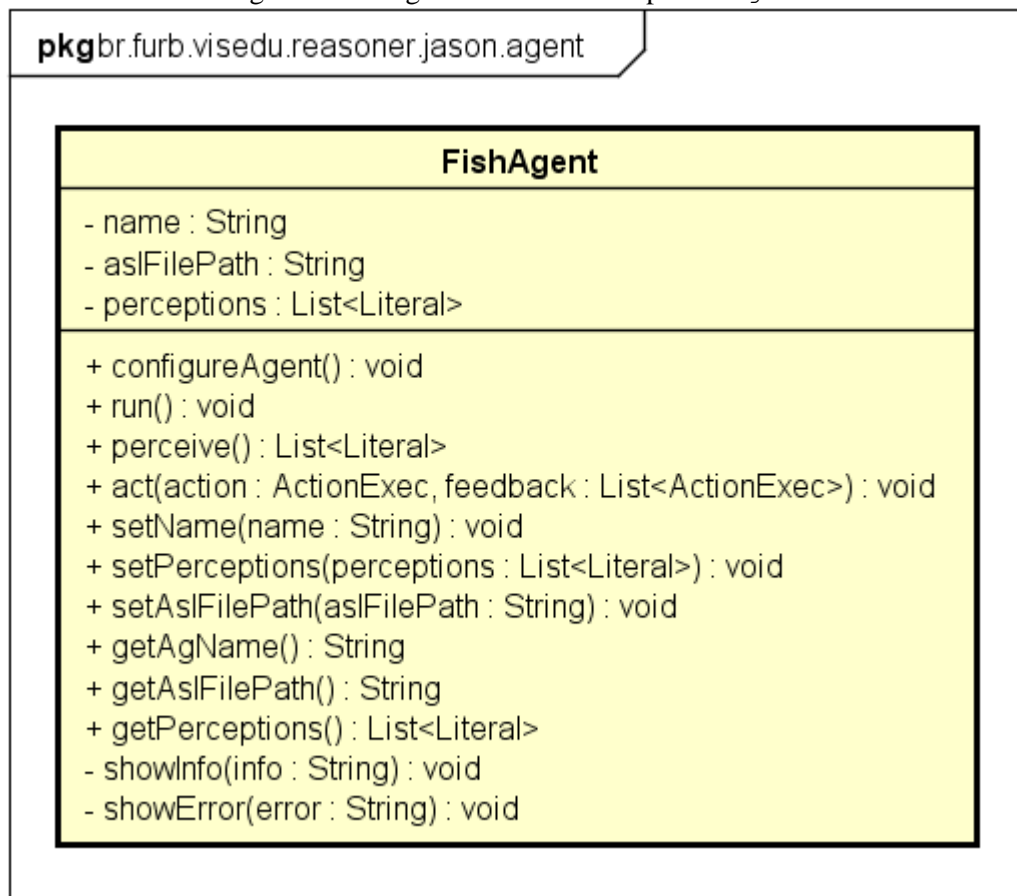 pkg br.furb.visedu.reasoner.jason.agent
FishAgent
- name : String
- aslFilePath : String
- perceptions : List<Literal>
+ configureAgent() : void
+ run() : void
+ perceive() : List<Literal>
+ act(action : ActionExec, feedback : List<ActionExec>) : void
+ setName(name : String) : void
+ setPerceptions(perceptions : List<Literal>) : void
+ setAslFilePath(aslFilePath : String) : void
+ getAgName() : String
+ getAslFilePath() : String
+ getPerceptions() : List<Literal>
- showInfo(info : String) : void
- showError(error : String) : void